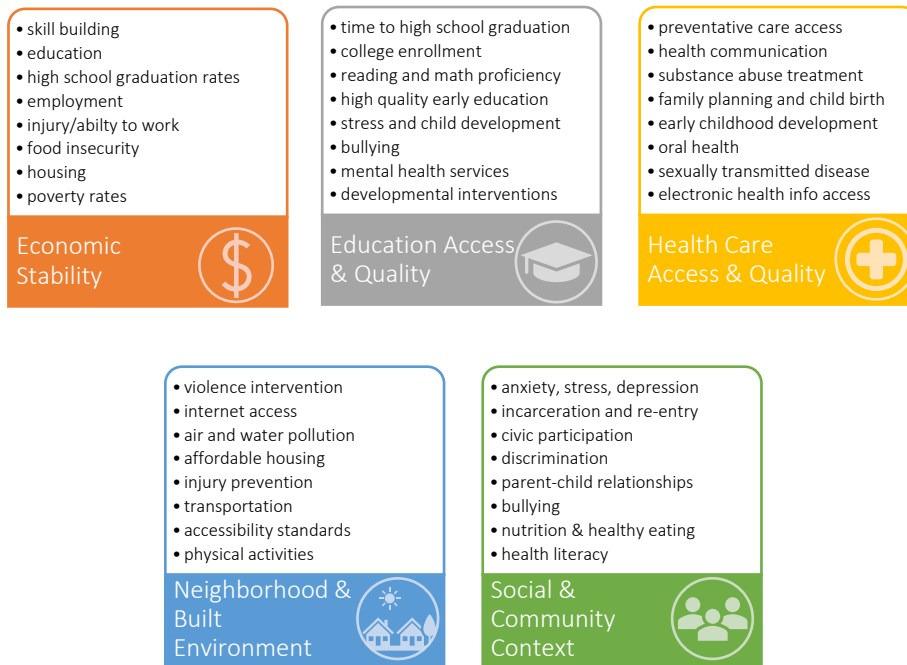 • skill building
• education
• high school graduation rates
• employment
• injury/abilty to work
• food insecurity
• housing
• poverty rates
Economic
Stability
• time to high school graduation
• college enrollment
• reading and math proficiency
• high quality early education
• stress and child development
• bullying
• mental health services
• developmental interventions
Education Access
& Quality
• preventative care access
• health communication
• substance abuse treatment
• family planning and child birth
• early childhood development
• oral health
• sexually transmitted disease
• electronic health info access
Health Care
Access & Quality
• violence intervention
• internet access
• air and water pollution
• affordable housing
• injury prevention
• transportation
• accessibility standards
• physical activities
Neighborhood &
Built
Environment
• anxiety, stress, depression
• incarceration and re-entry
• civic participation
• discrimination
• parent-child relationships
• bullying
• nutrition & healthy eating
• health literacy
Social &
Community
Context